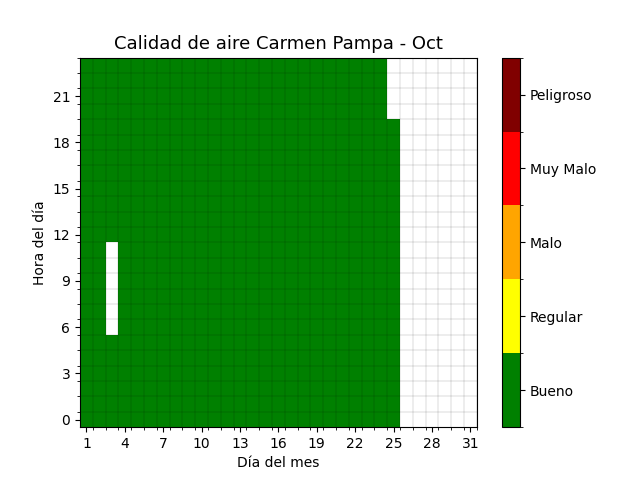 Calidad de aire Carmen Pampa - Oct
Hora del día
21
18
15
12
9
6
3
0
1 4 7 10 13 16 19 22 25 28 31
Día del mes
Peligroso
Muy Malo
Malo
Regular
Bueno